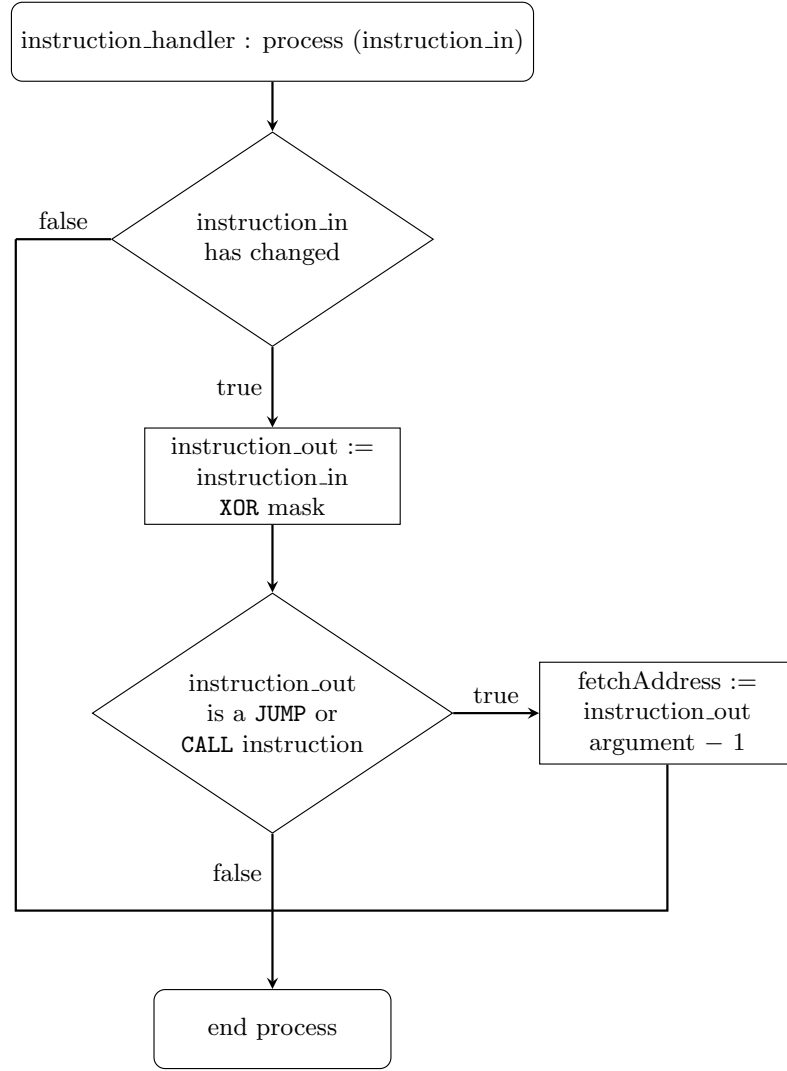 instruction_handler : process (instruction_in)
false
instruction_in
has changed
true
instruction_out :=
instruction_in
XOR mask
instruction_out
is a JUMP or
CALL instruction
true
fetchAddress :=
instruction_out
argument − 1
false
end process